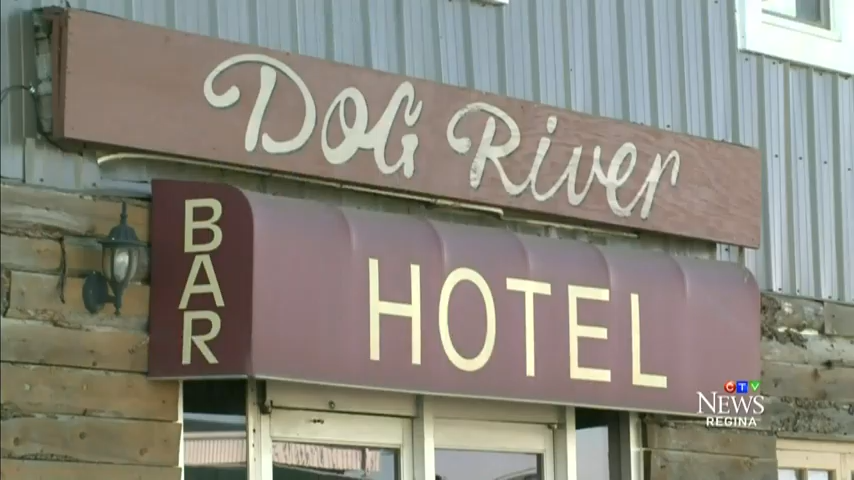 DOG River
BAR
HOTEL
CTV
NEWS
REGINA